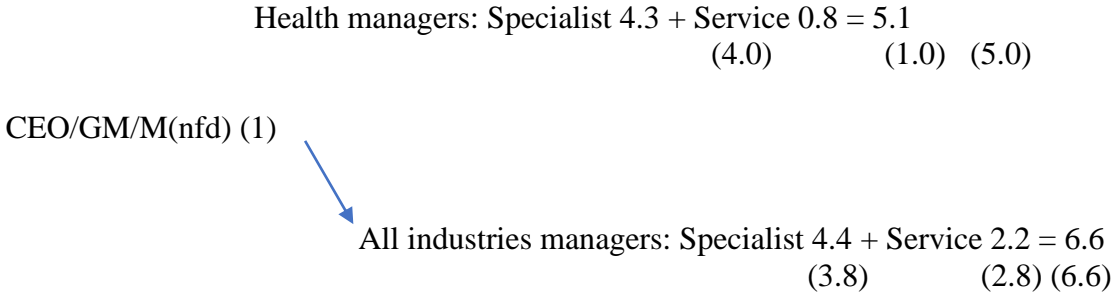 Health managers: Specialist 4.3 + Service 0.8 = 5.1
(4.0) (1.0) (5.0)
CEO/GM/M(nfd) (1)
All industries managers: Specialist 4.4 + Service 2.2 = 6.6
(3.8) (2.8) (6.6)